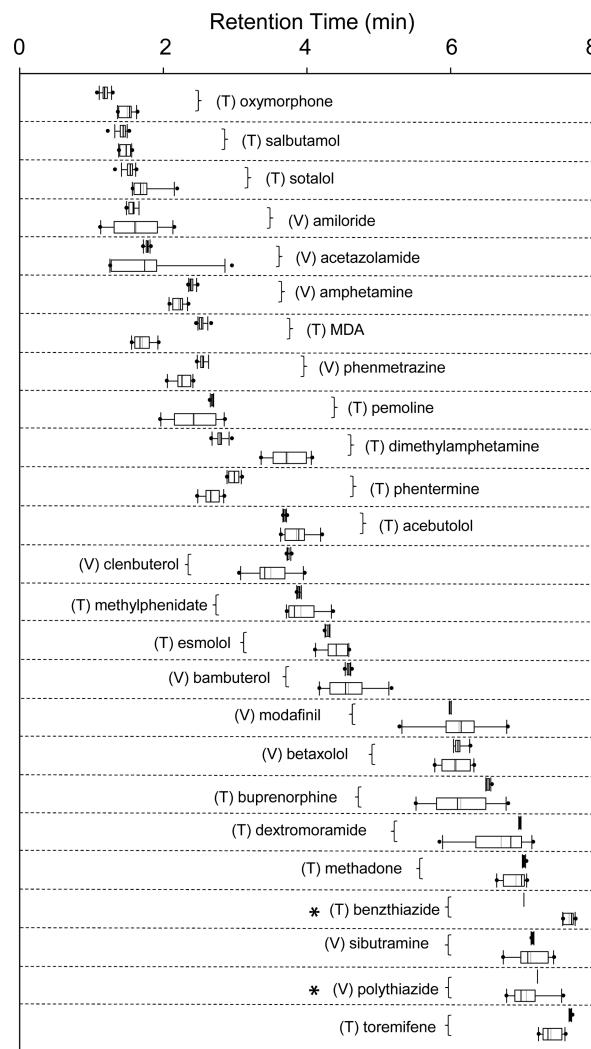 Retention Time (min)
0 2 4 6 8
(T) oxymorphone
(T) salbutamol
(T) sotalol
(V) amiloride
(V) acetazolamide
(V) amphetamine
(T) MDA
(V) phenmetrazine
(T) pemoline
(T) dimethylamphetamine
(T) phentermine
(T) acebutolol
(V) clenbuterol
(T) methylphenidate
(T) esmolol
(V) bambuterol
(V) modafinil
(V) betaxolol
(T) buprenorphine
(T) dextromoramide
(T) methadone
* (T) benzthiazide
(V) sibutramine
* (V) polythiazide
(T) toremifene